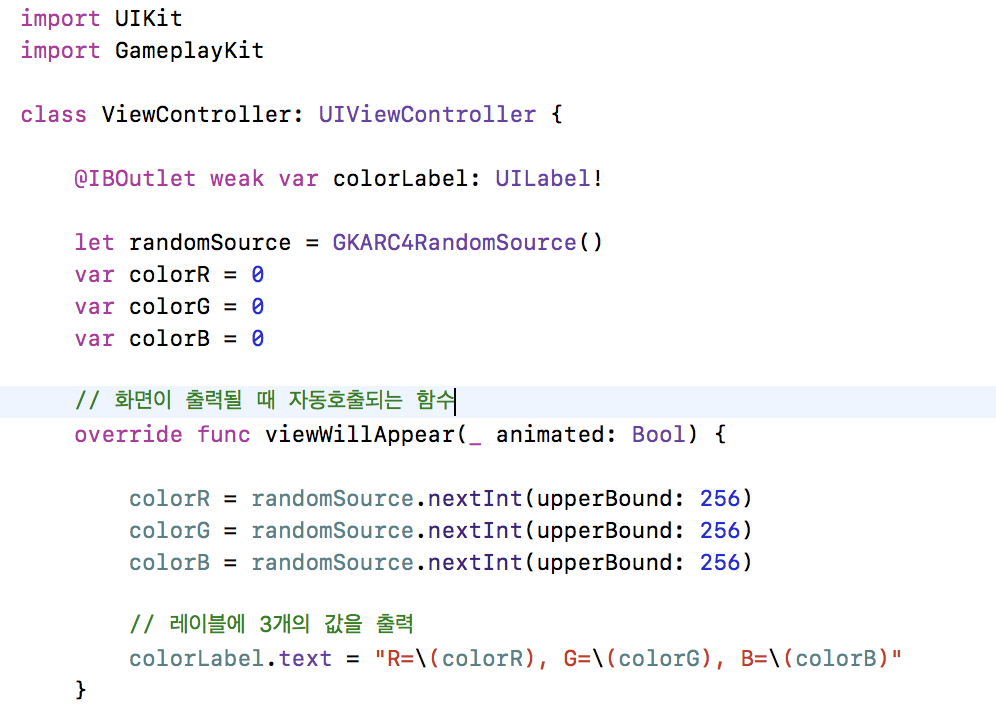 import UIKit
import GameplayKit
class ViewController: UIViewController {
@IBOutlet weak var colorLabel: UILabel!
let randomSource = GKARC4RandomSource()
var colorR = 0
var colorG = 0
var colorB = 0
// 화면이 출력될 때 자동호출되는 함수
override func viewWillAppear(_ animated: Bool) {
colorR = randomSource.nextInt(upperBound: 256)
colorG = randomSource.nextInt(upperBound: 256)
colorB = randomSource.nextInt(upperBound: 256)
// 레이블에 3개의 값을 출력
colorLabel.text = "R=\(colorR), G=\(colorG), B=\(colorB)"
}